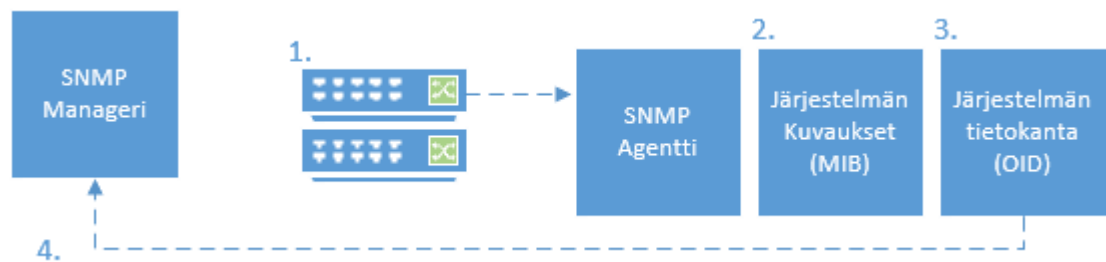 SNMP
Manageri
1.
SNMP
Agentti
2.
Järjestelmän
Kuvaukset
(MIB)
3.
Järjestelmän
tietokanta
(OID)
4.